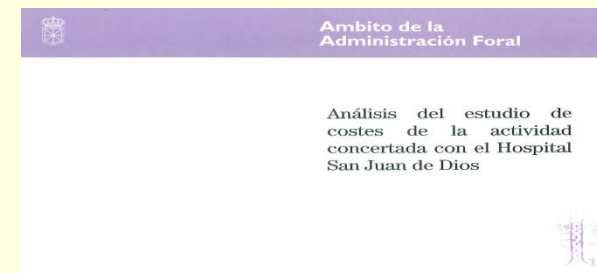 Ambito de la
Administración Foral
Análisis del estudio de
costes de la actividad
concertada con el Hospital
San Juan de Dios